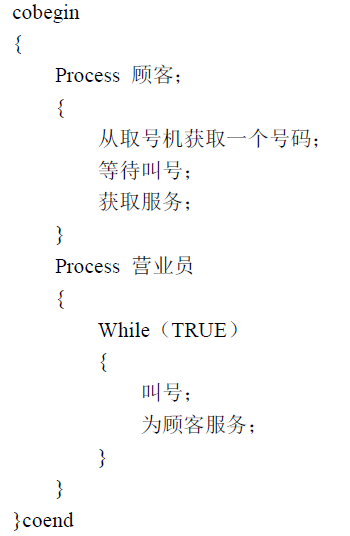 cobegin
{
Process 顾客；
{
从取号机获取一个号码；
等待叫号；
获取服务；
}
Process 营业员
{
While（TRUE）
{
叫号；
为顾客服务；
}
}
}coend